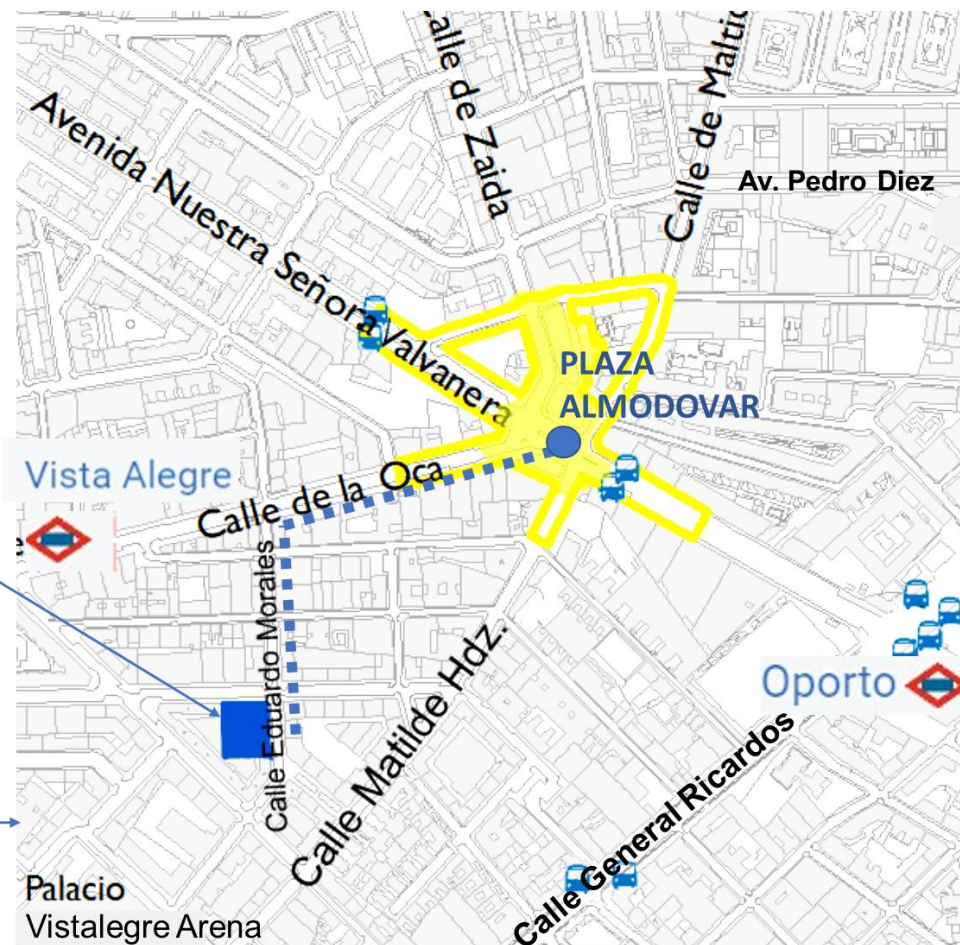 Calle de Zaida
Calle de Maltic
Avenida Nuestra Señora Valvanera
Av. Pedro Diez
PLAZA
ALMODOVAR
Vista Alegre
Calle de la Oca
Calle Eduardo Morales
Calle Matilde Hdz.
Oporto
Calle General Ricardos
Palacio
Vistalegre Arena